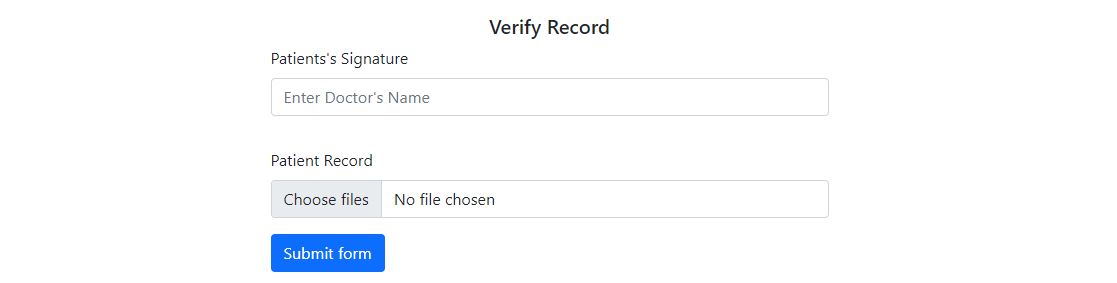 Verify Record
Patients's Signature
Enter Doctor's Name
Patient Record
Choose files No file chosen
Submit form